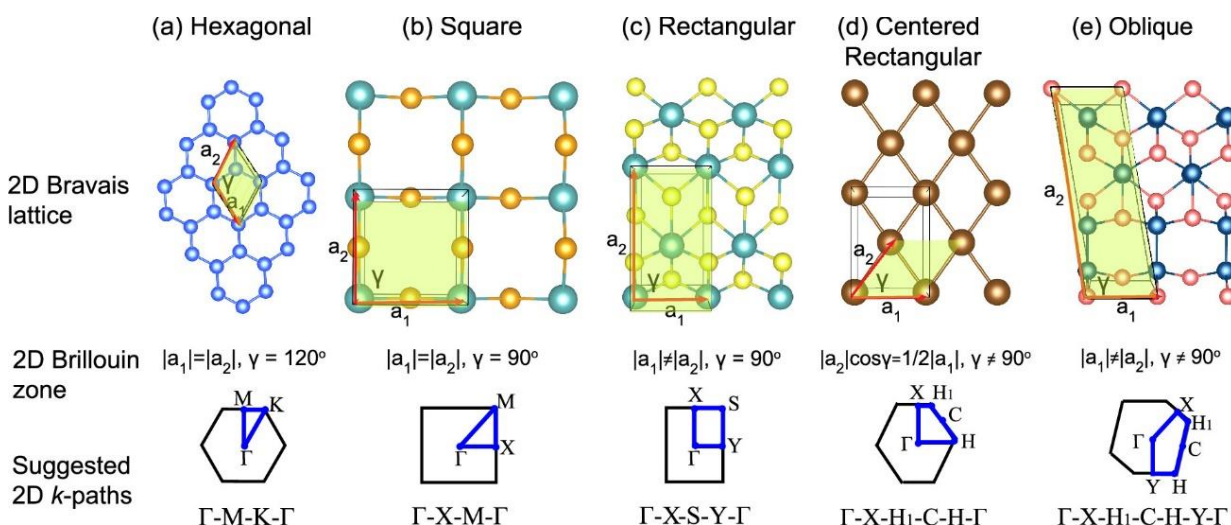 (a) Hexagonal
(b) Square
(c) Rectangular
(d) Centered
Rectangular
(e) Oblique
2D Bravais
lattice
a₂
γ
a₁
a₂
γ
a₁
a₂
γ
a₁
a₂
γ
a₁
a₂
γ
a₁
2D Brillouin
zone
|a₁|=|a₂|, γ = 120°
|a₁|=|a₂|, γ = 90°
|a₁|≠|a₂|, γ = 90°
|a₂|cosγ=1/2|a₁|, γ ≠ 90°
|a₁|≠|a₂|, γ ≠ 90°
M K
Γ
M
Γ X
X S
Γ Y
X H₁
C
Γ H
X
H₁
Γ
C
Y H
Suggested
2D k-paths
Γ-M-K-Γ
Γ-X-M-Γ
Γ-X-S-Y-Γ
Γ-X-H₁-C-H-Γ
Γ-X-H₁-C-H-Y-Γ